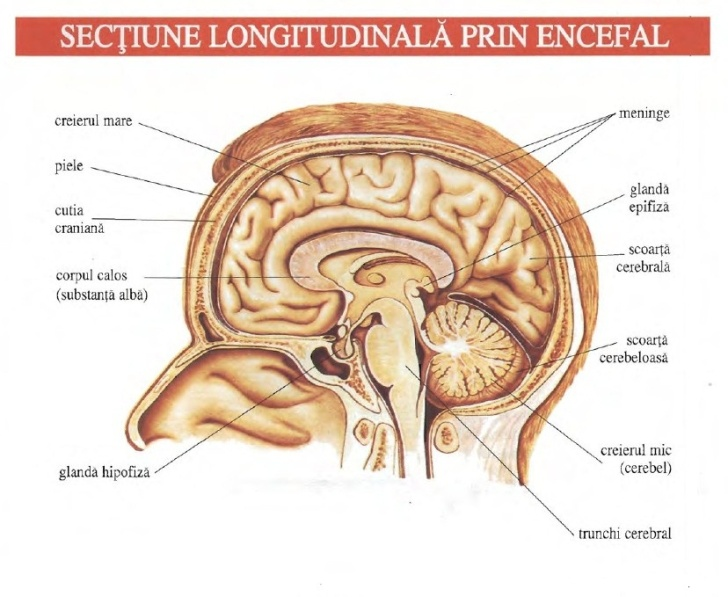 SECŢIUNE LONGITUDINALĂ PRIN ENCEFAL
creierul mare
piele
cutia
craniană
corpul calos
(substanţă albă)
glandă hipofiză
meninge
glandă
epifiză
scoarţă
cerebrală
scoarţă
cerebeloasă
creierul mic
(cerebel)
trunchi cerebral